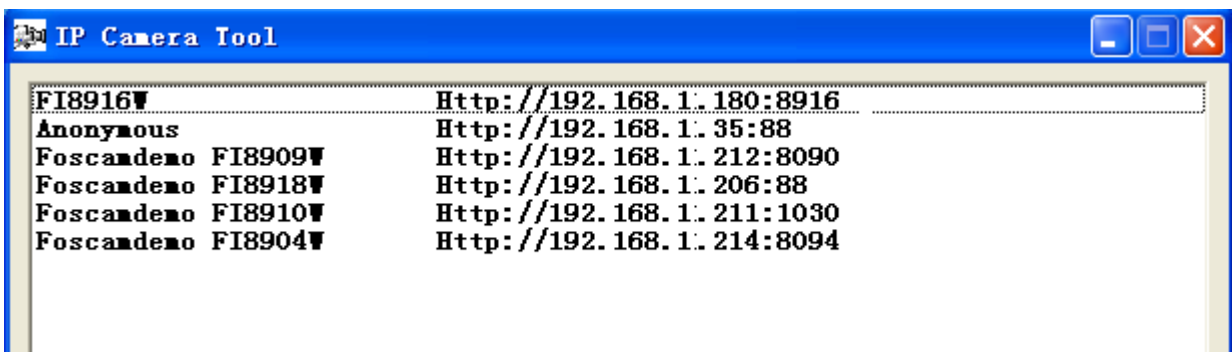 IP Camera Tool
FI8916W Http://192.168.1.180:8916
Anonymous Http://192.168.1.35:88
Foscamdemo FI8909W Http://192.168.1.212:8090
Foscamdemo FI8918W Http://192.168.1.206:88
Foscamdemo FI8910W Http://192.168.1.211:1030
Foscamdemo FI8904W Http://192.168.1.214:8094